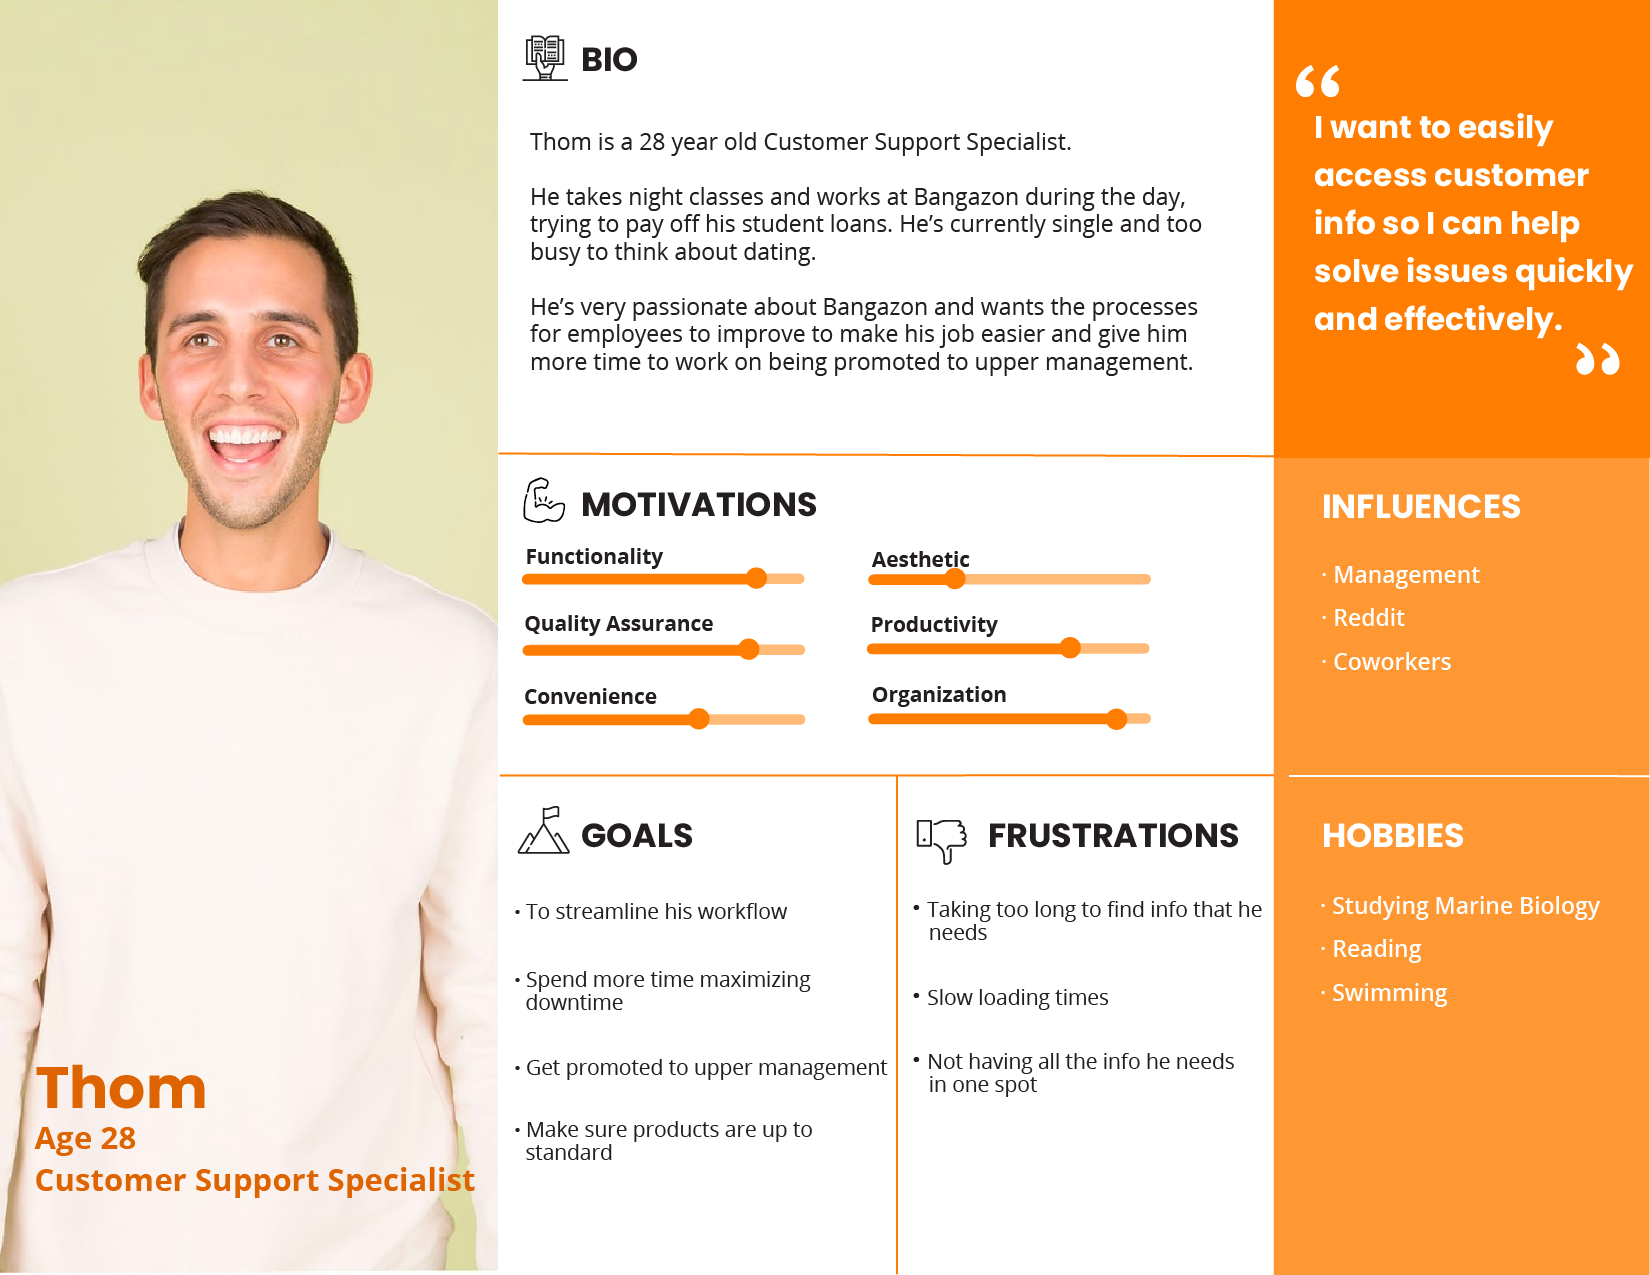 BIO
Thom is a 28 year old Customer Support Specialist.
He takes night classes and works at Bangazon during the day,
trying to pay off his student loans. He’s currently single and too
busy to think about dating.
He’s very passionate about Bangazon and wants the processes
for employees to improve to make his job easier and give him
more time to work on being promoted to upper management.
“
I want to easily
access customer
info so I can help
solve issues quickly
and effectively.
”
MOTIVATIONS
Functionality
Aesthetic
Quality Assurance
Productivity
Convenience
Organization
INFLUENCES
· Management
· Reddit
· Coworkers
GOALS
• To streamline his workflow
• Spend more time maximizing
downtime
• Get promoted to upper management
• Make sure products are up to
standard
FRUSTRATIONS
• Taking too long to find info that he
needs
• Slow loading times
• Not having all the info he needs
in one spot
HOBBIES
· Studying Marine Biology
· Reading
· Swimming
Thom
Age 28
Customer Support Specialist